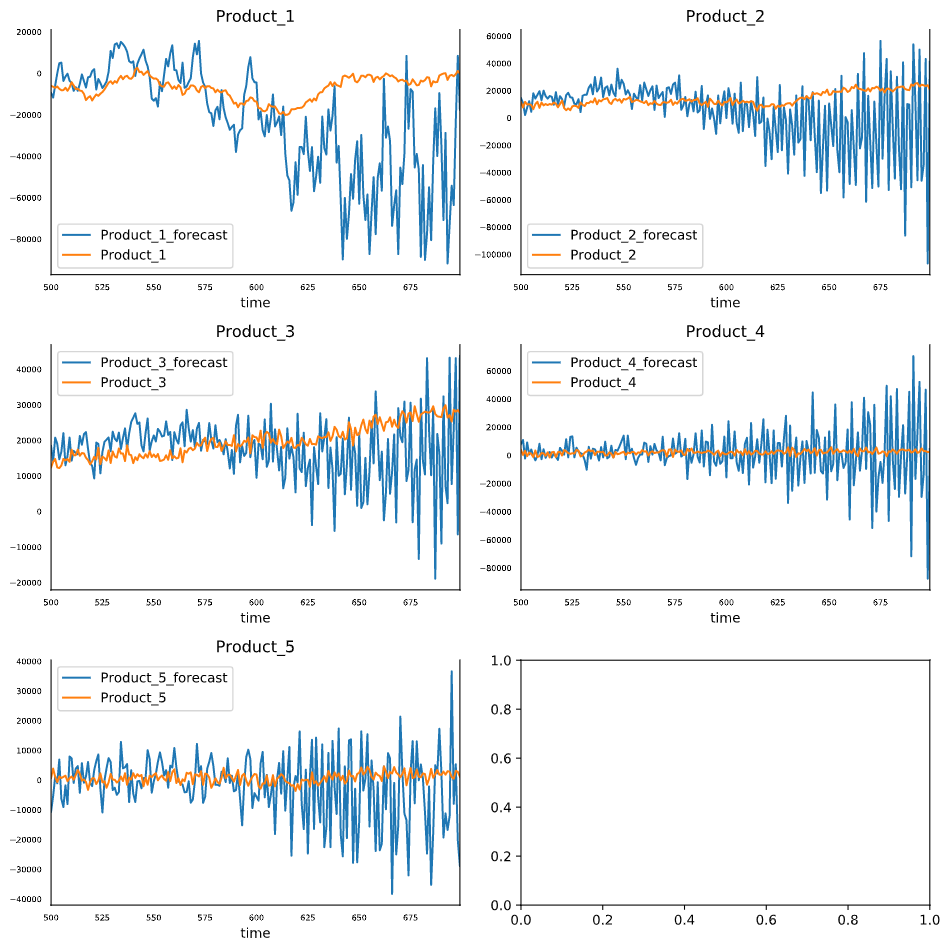 Product_1
20000
0
−20000
−40000
−60000
−80000
Product_1_forecast
Product_1
500 525 550 575 600 625 650 675
time
Product_2
60000
40000
20000
0
−20000
−40000
−60000
−80000
−100000
Product_2_forecast
Product_2
500 525 550 575 600 625 650 675
time
Product_3
40000
30000
20000
10000
0
−10000
−20000
Product_3_forecast
Product_3
500 525 550 575 600 625 650 675
time
Product_4
60000
40000
20000
0
−20000
−40000
−60000
−80000
Product_4_forecast
Product_4
500 525 550 575 600 625 650 675
time
Product_5
40000
30000
20000
10000
0
−10000
−20000
−30000
−40000
Product_5_forecast
Product_5
500 525 550 575 600 625 650 675
time
1.0
0.8
0.6
0.4
0.2
0.0
0.0 0.2 0.4 0.6 0.8 1.0